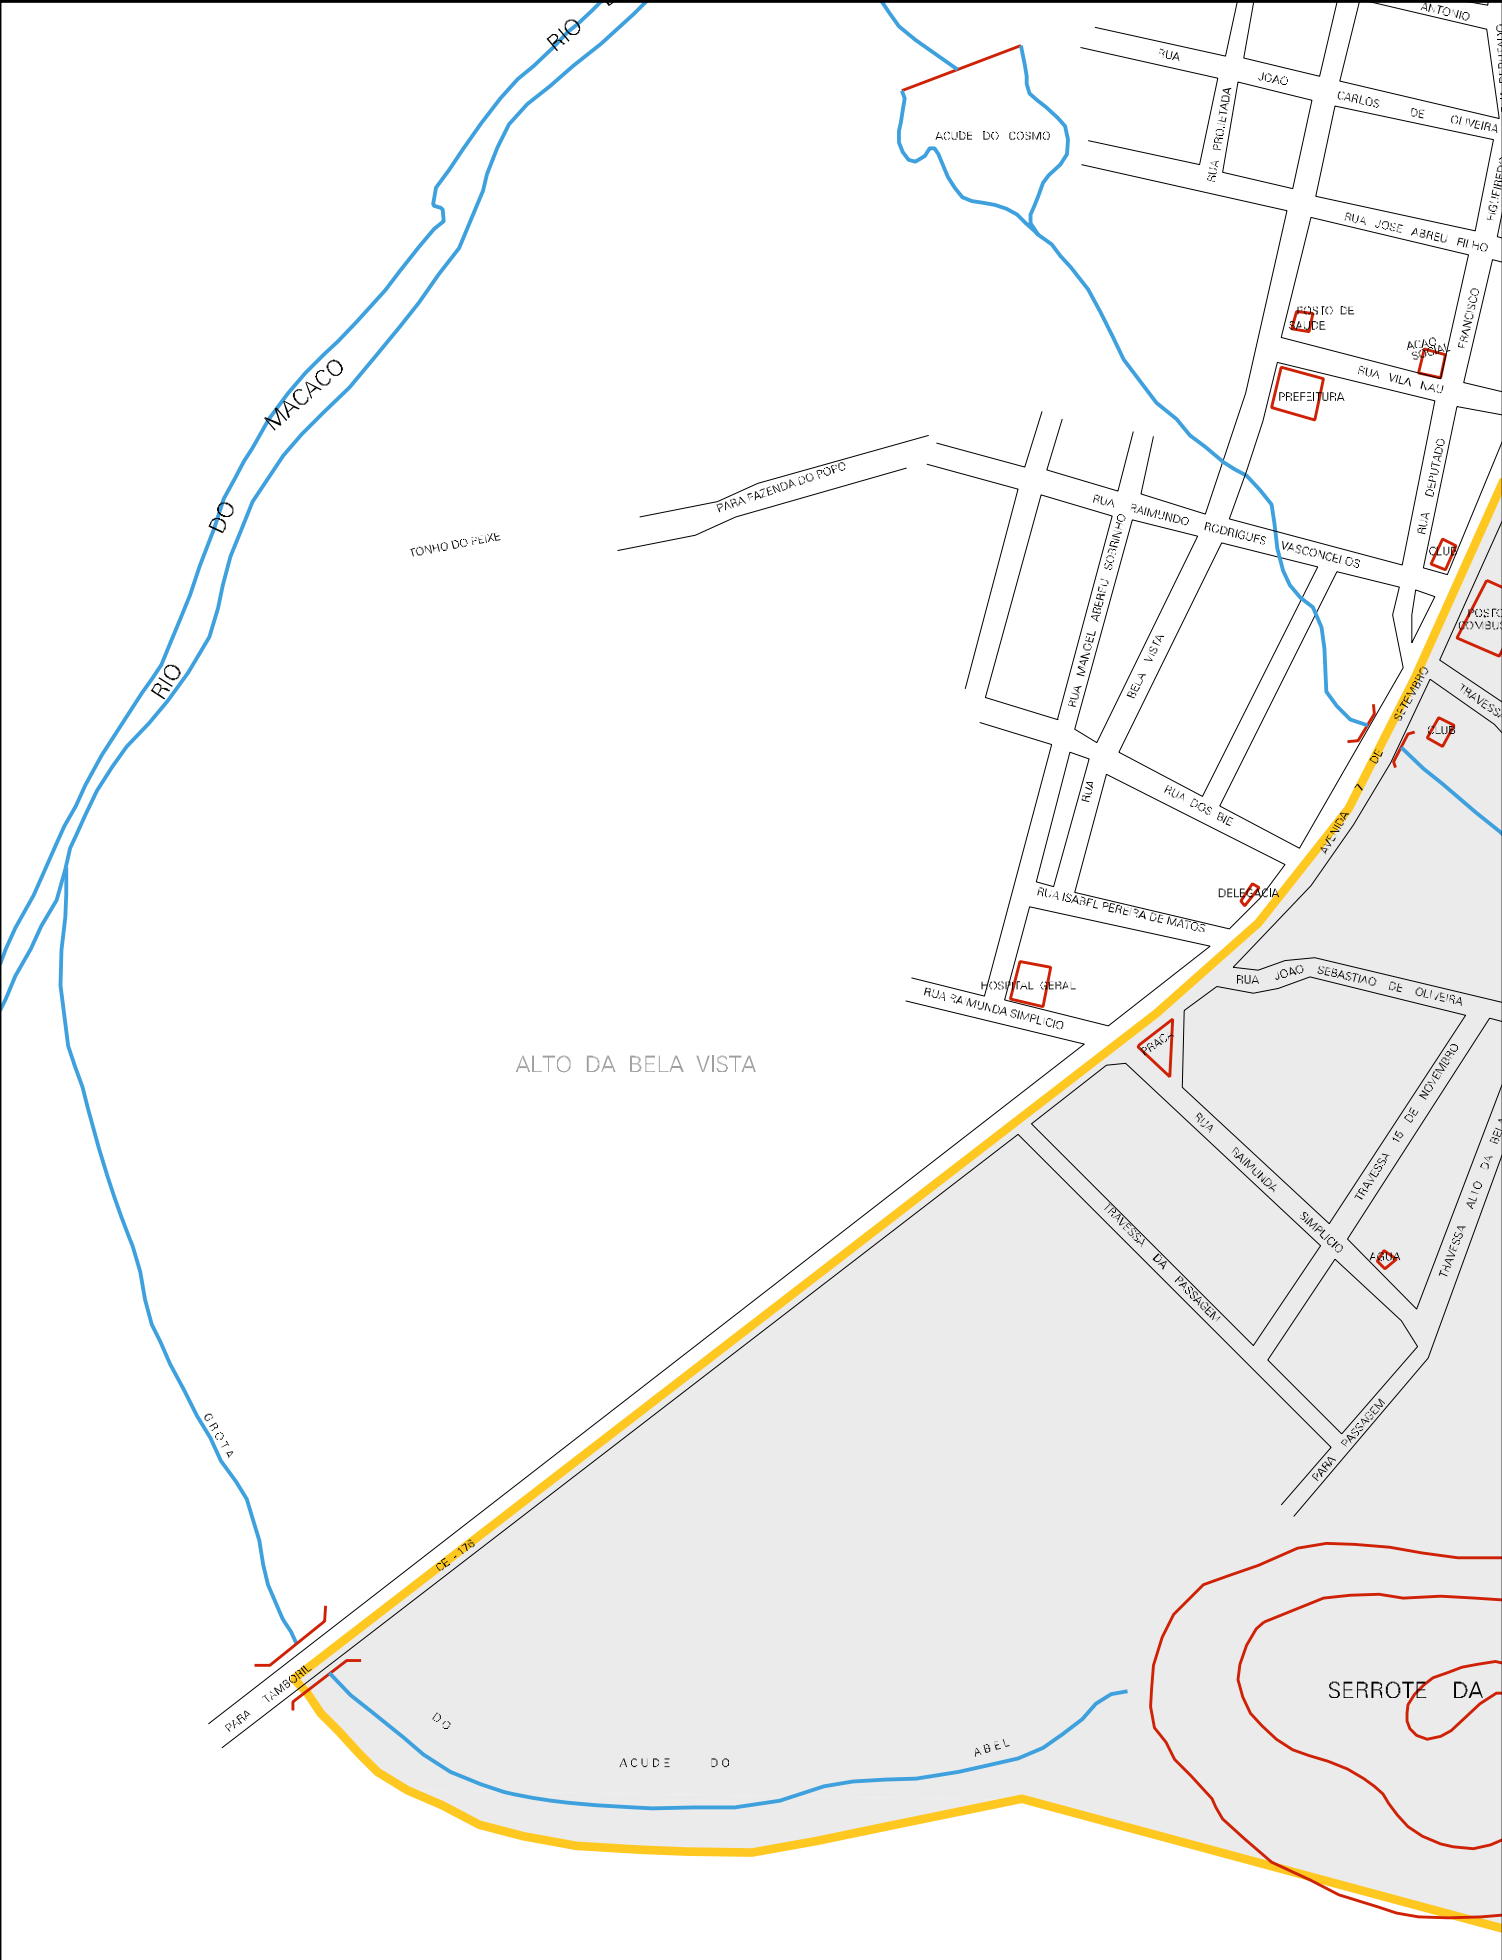 RIO
ANTONIO
RUA JOAO CARLOS DE OLIVEIRA
RUA PROJETADA
ACUDE DO COSMO
RUA JOSE ABREU FILHO
FRANCISCO
POSTO DE
SAUDE
ACAO
SOCIAL
RUA VILA NAU
PREFEITURA
MACACO
DO
RIO
RUA DEPUTADO
PARA FAZENDA DO POPO
TONHO DO PEIXE
RUA RAIMUNDO RODRIGUES VASCONCELOS
CLUB
RUA MANOEL ABEREU SOBRINHO
BELA VISTA
POSTO
TRAVESSA
CLUB
AVENIDA 7 DE SETEMBRO
RUA
RUA DOS BIE
DELEGACIA
RUA ISABEL PEREIRA DE MATOS
RUA JOAO SEBASTIAO DE OLIVEIRA
HOSPITAL GERAL
RUA RAIMUNDA SIMPLICIO
PRACA
ALTO DA BELA VISTA
RUA RAIMUNDA SIMPLICIO
TRAVESSA 15 DE NOVEMBRO
TRAVESSA ALTO DA BELA
AGUA
TRAVESSA DA PASSAGEM
PARA PASSAGEM
GROTA
CE - 176
PARA TAMBORIL
SERROTE DA
DO
ACUDE DO
ABEL